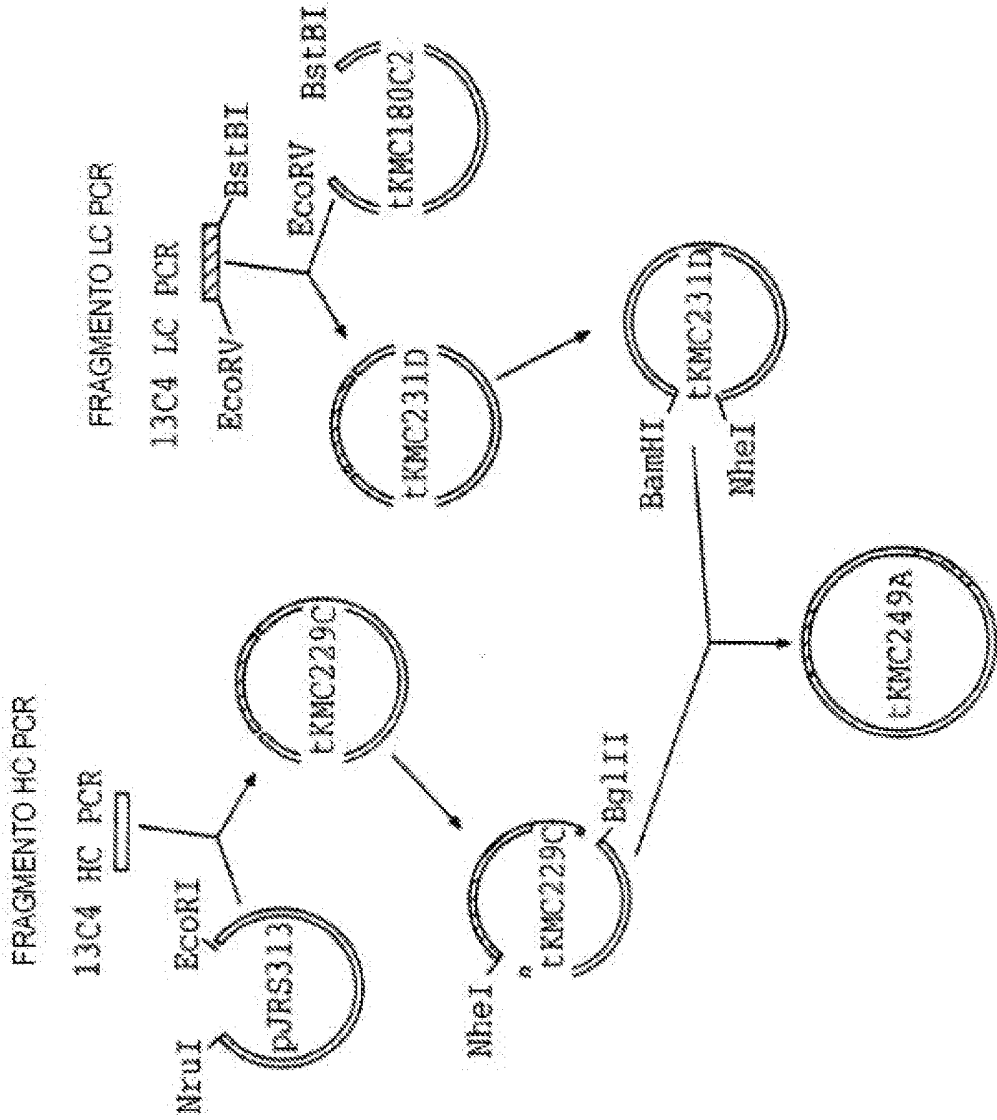 FRAGMENTO HC PCR
13C4 HC PCR
NruI
EcoRI
pJRS313
tKMC229C
NheI
tKMC229C
BglII
FRAGMENTO LC PCR
13C4 LC PCR
EcoRV
BstBI
EcoRV
BstBI
tKMC180C2
tKMC231D
BamHI
tKMC231D
NheI
tKMC249A